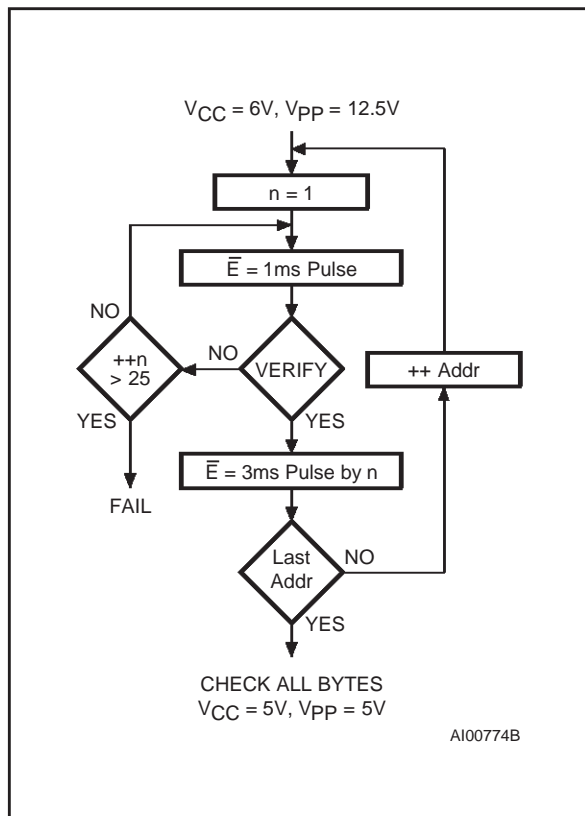 VCC = 6V, VPP = 12.5V
n = 1
E̅ = 1ms Pulse
NO
++n
> 25
NO
VERIFY
++ Addr
YES
YES
E̅ = 3ms Pulse by n
FAIL
Last
Addr
NO
YES
CHECK ALL BYTES
VCC = 5V, VPP = 5V
AI00774B